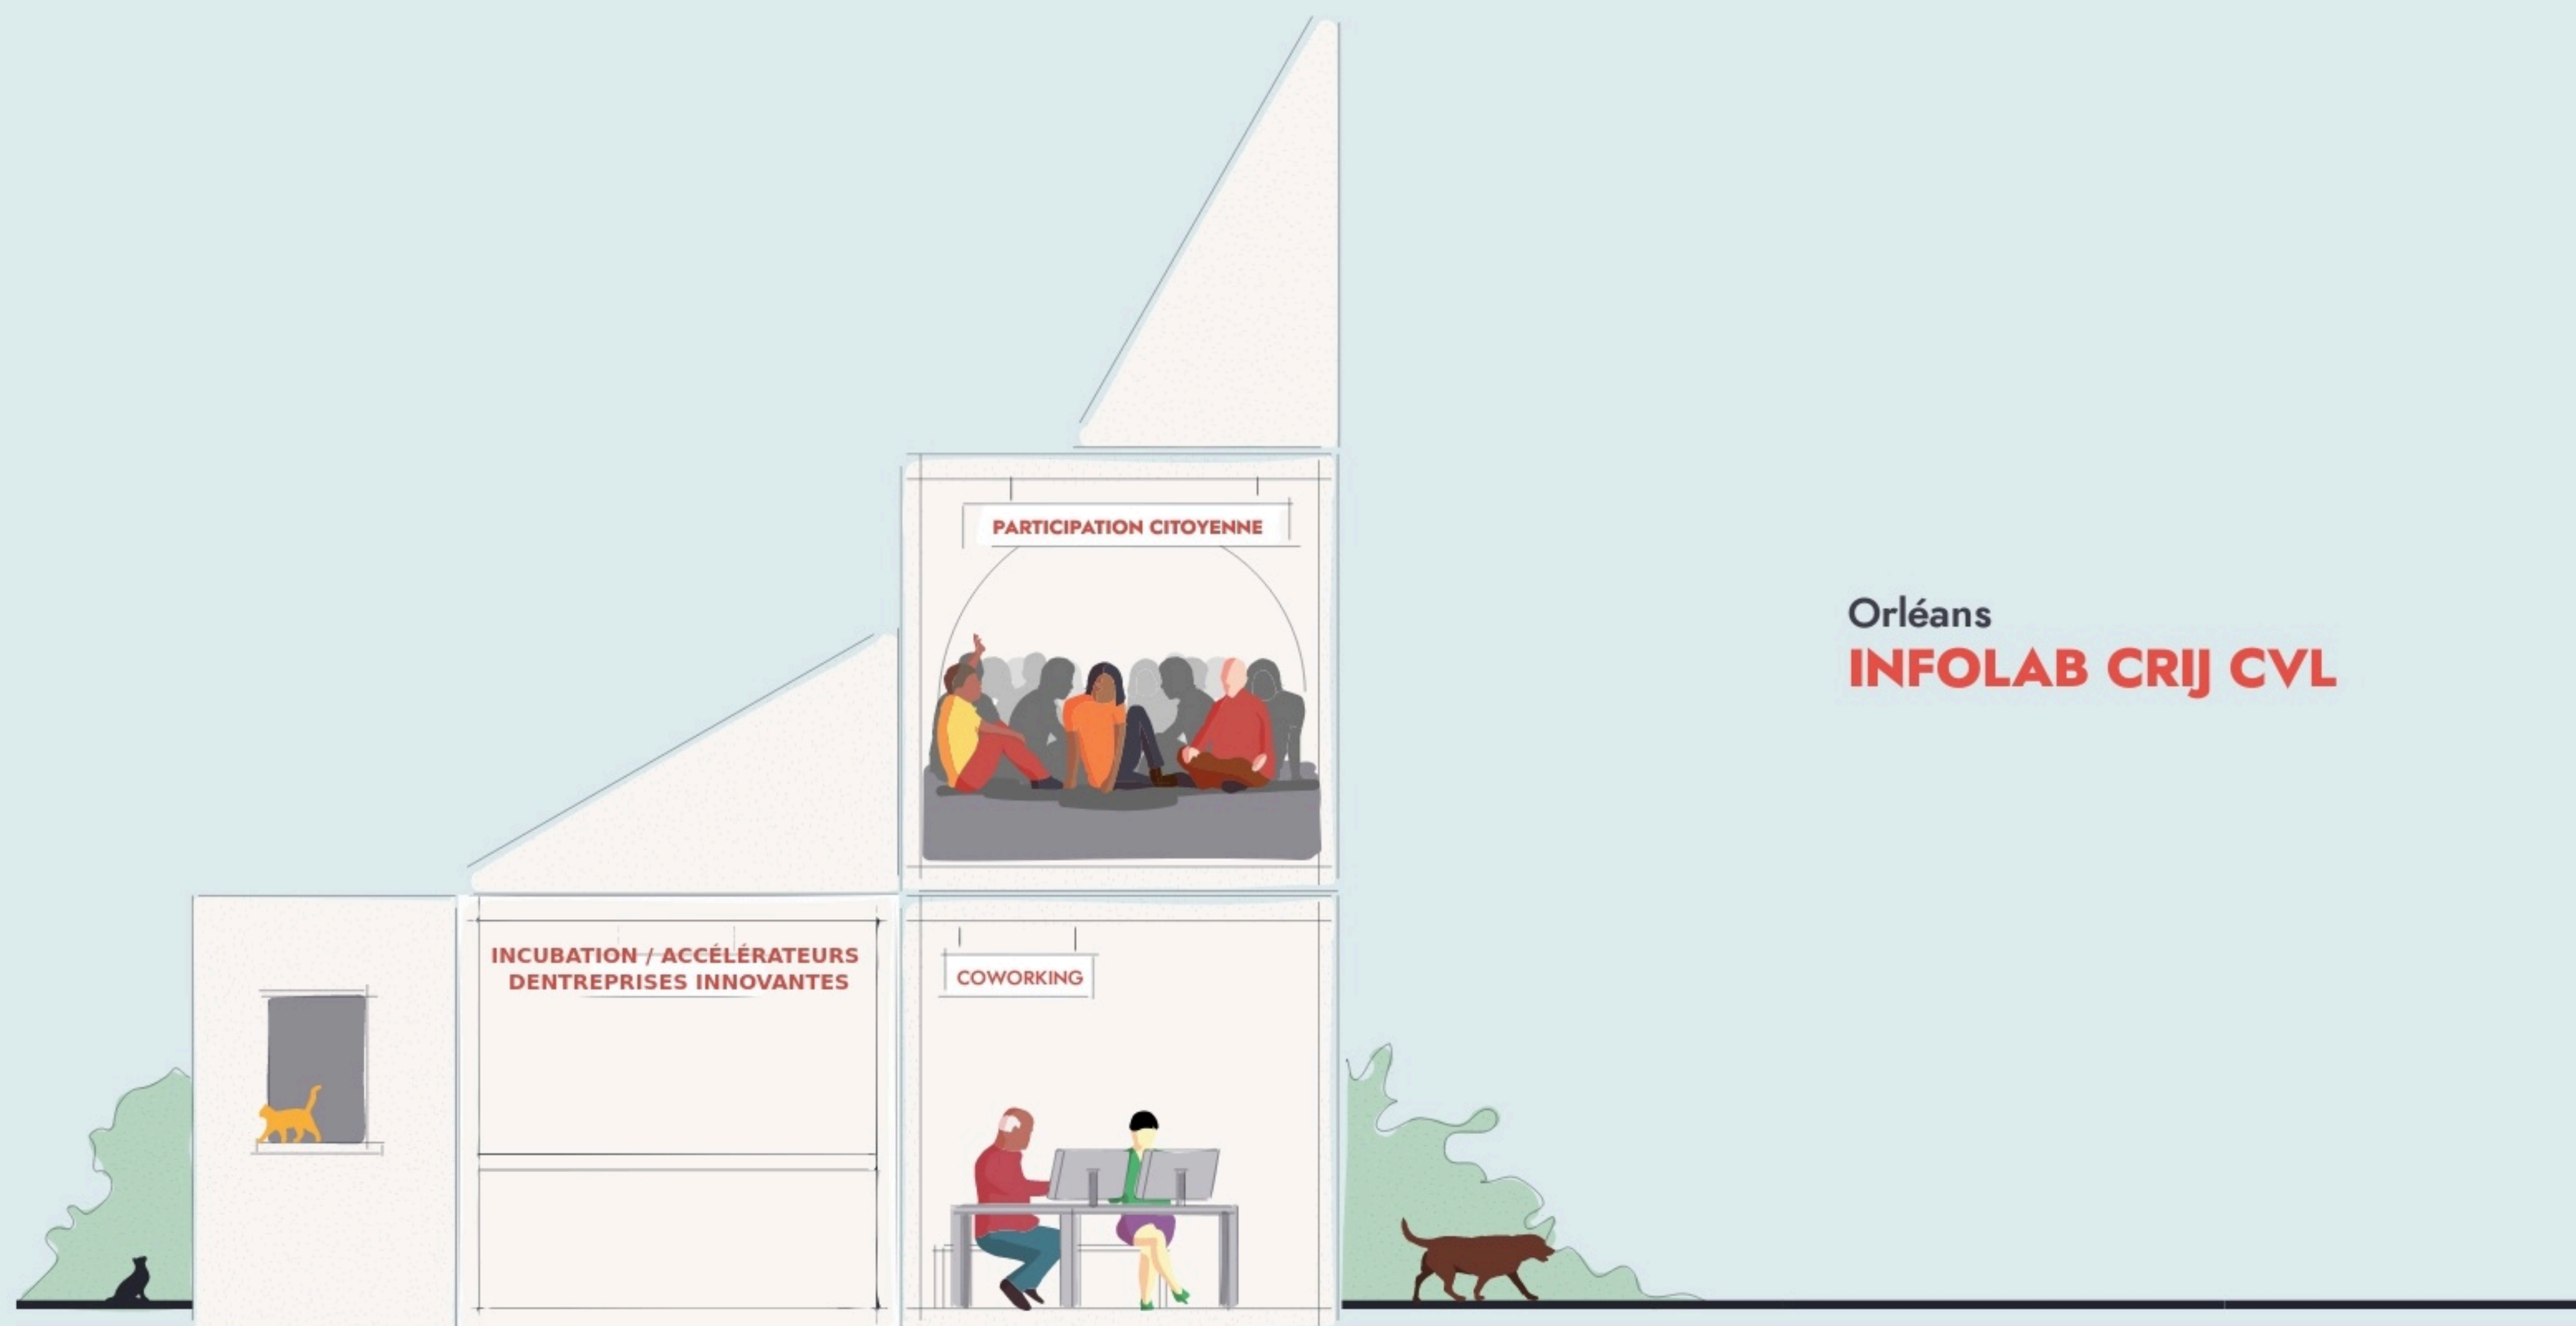 PARTICIPATION CITOYENNE
Orléans
INFOLAB CRIJ CVL
INCUBATION / ACCÉLÉRATEURS
DENTREPRISES INNOVANTES
COWORKING